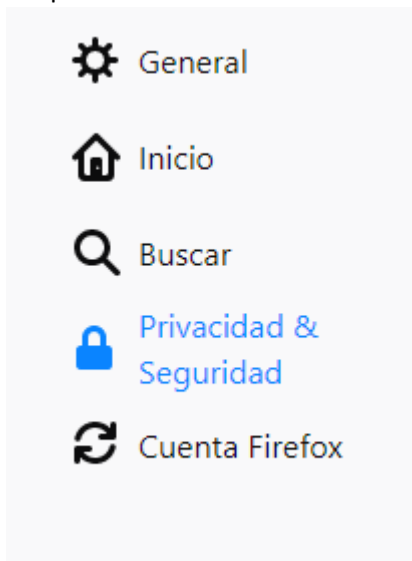 General
Inicio
Buscar
Privacidad &
Seguridad
Cuenta Firefox